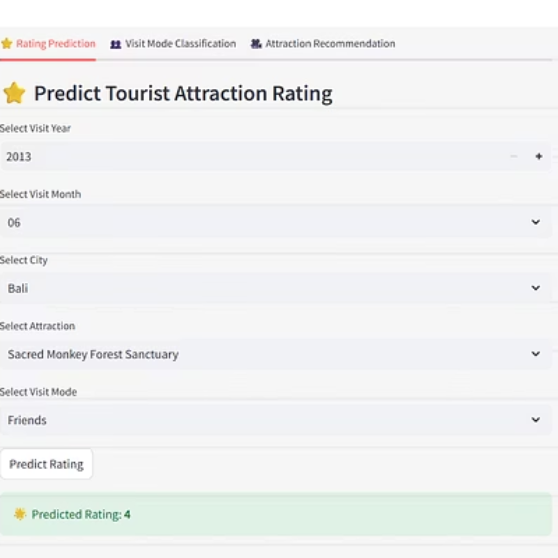 Rating Prediction Visit Mode Classification Attraction Recommendation
Predict Tourist Attraction Rating
Select Visit Year
2013
Select Visit Month
06
Select City
Bali
Select Attraction
Sacred Monkey Forest Sanctuary
Select Visit Mode
Friends
Predict Rating
Predicted Rating: 4